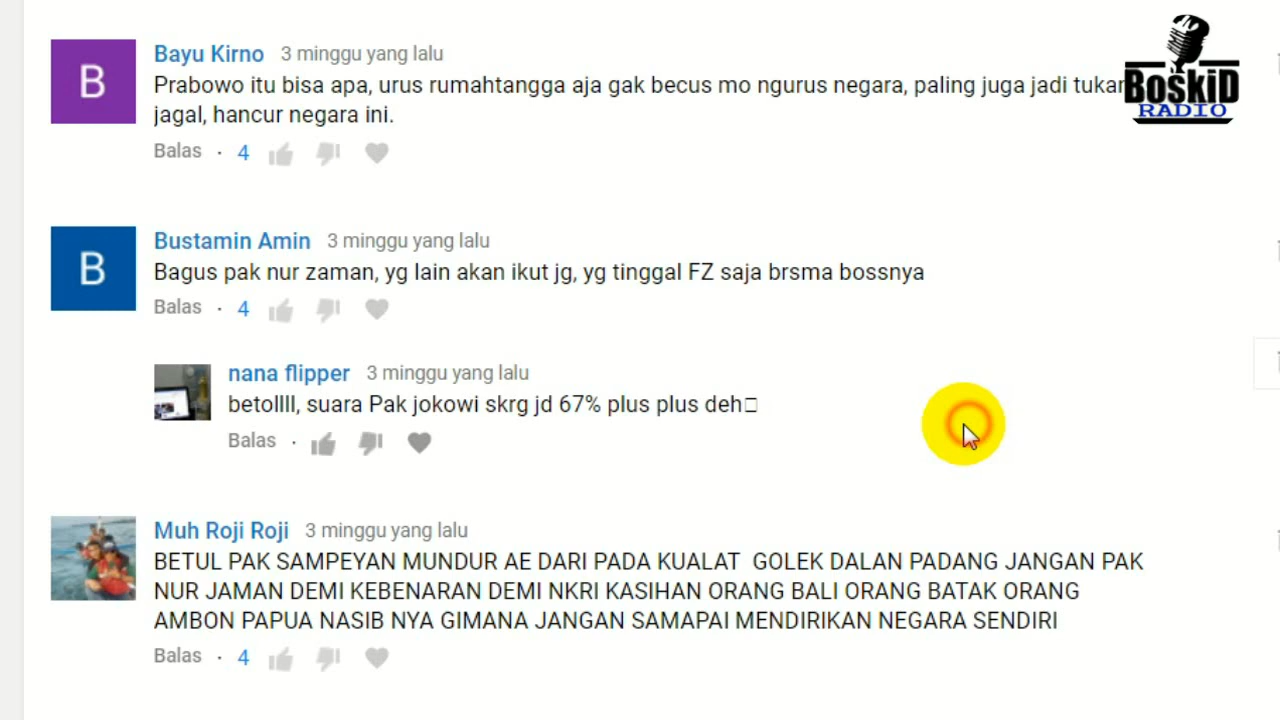 B
Bayu Kirno 3 minggu yang lalu
Prabowo itu bisa apa, urus rumahtangga aja gak becus mo ngurus negara, paling juga jadi
jagal, hancur negara ini.
Balas · 4
BOSKID
RADIO
B
Bustamin Amin 3 minggu yang lalu
Bagus pak nur zaman, yg lain akan ikut jg, yg tinggal FZ saja brsma bossnya
Balas · 4
nana flipper 3 minggu yang lalu
betollll, suara Pak jokowi skrg jd 67% plus plus deh
Balas ·
Muh Roji Roji 3 minggu yang lalu
BETUL PAK SAMPEYAN MUNDUR AE DARI PADA KUALAT GOLEK DALAN PADANG JANGAN PAK
NUR JAMAN DEMI KEBENARAN DEMI NKRI KASIHAN ORANG BALI ORANG BATAK ORANG
AMBON PAPUA NASIB NYA GIMANA JANGAN SAMAPAI MENDIRIKAN NEGARA SENDIRI
Balas · 4